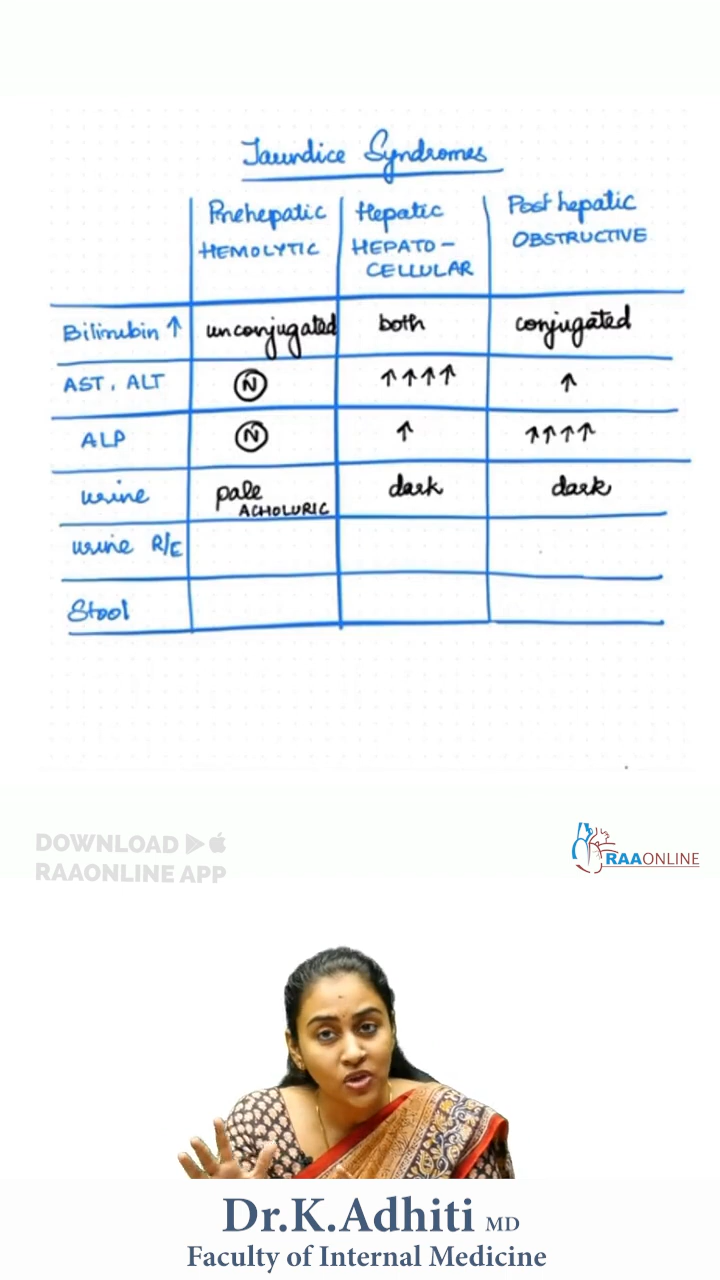 Jaundice Syndromes
Prehepatic Hepatic Post hepatic
HEMOLYTIC HEPATO- OBSTRUCTIVE
CELLULAR
Bilirubin ↑ unconjugated both conjugated
AST, ALT N ↑↑↑↑ ↑
ALP N ↑ ↑↑↑↑
urine pale dark dark
ACHOLURIC
urine R/E
Stool
DOWNLOAD
RAAONLINE APP
RAAONLINE
Dr.K.Adhiti MD
Faculty of Internal Medicine